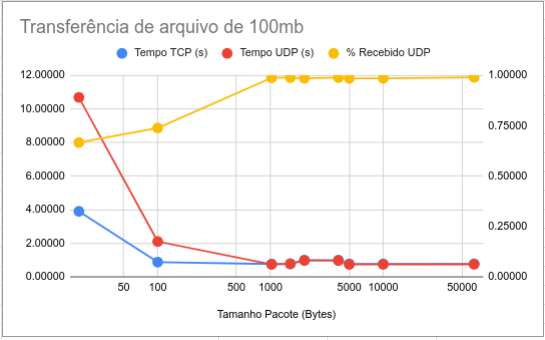 Transferência de arquivo de 100mb
Tempo TCP (s) Tempo UDP (s) % Recebido UDP
12.00000 1.00000
10.00000
0.75000
8.00000
6.00000 0.50000
4.00000
0.25000
2.00000
0.00000 0.00000
50 100 500 1000 5000 10000 50000
Tamanho Pacote (Bytes)